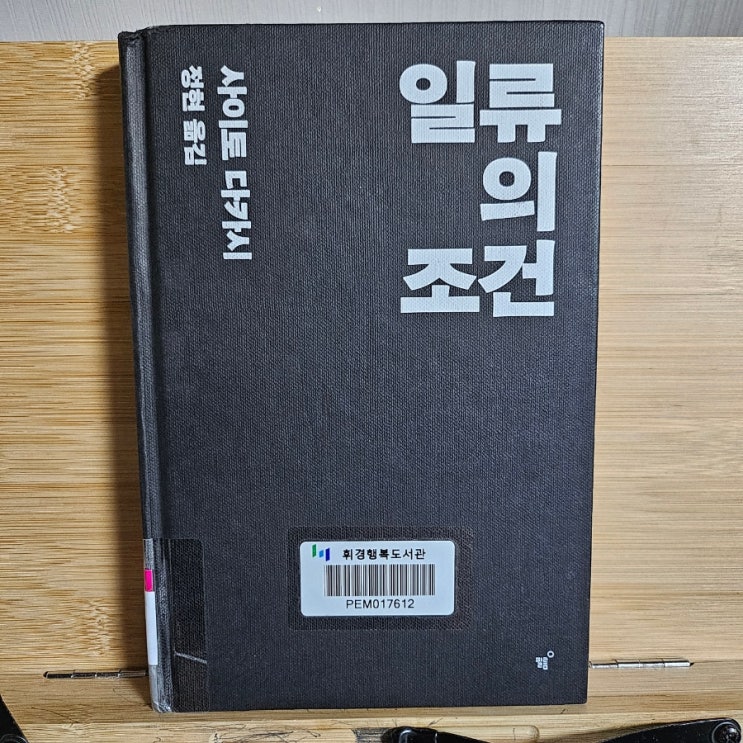 일류
의
조건
사이토 다카시
정현 옮김
휘경행복도서관
PEM017612